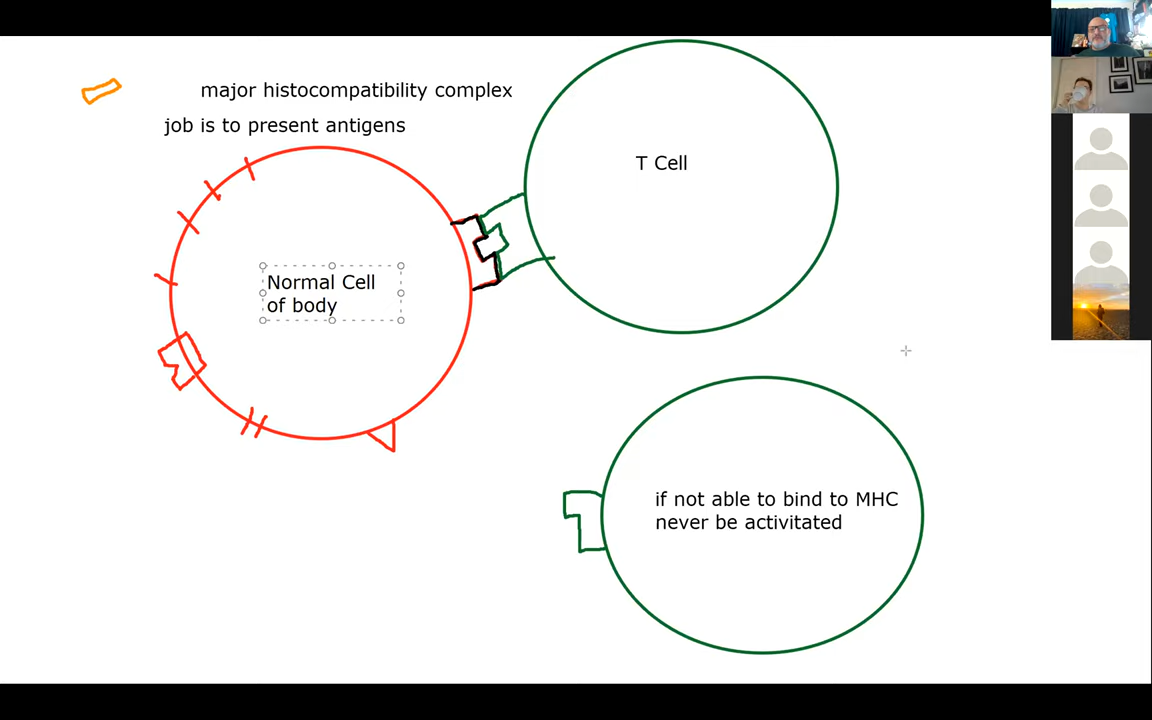 major histocompatibility complex
job is to present antigens
T Cell
Normal Cell
of body
if not able to bind to MHC
never be activitated